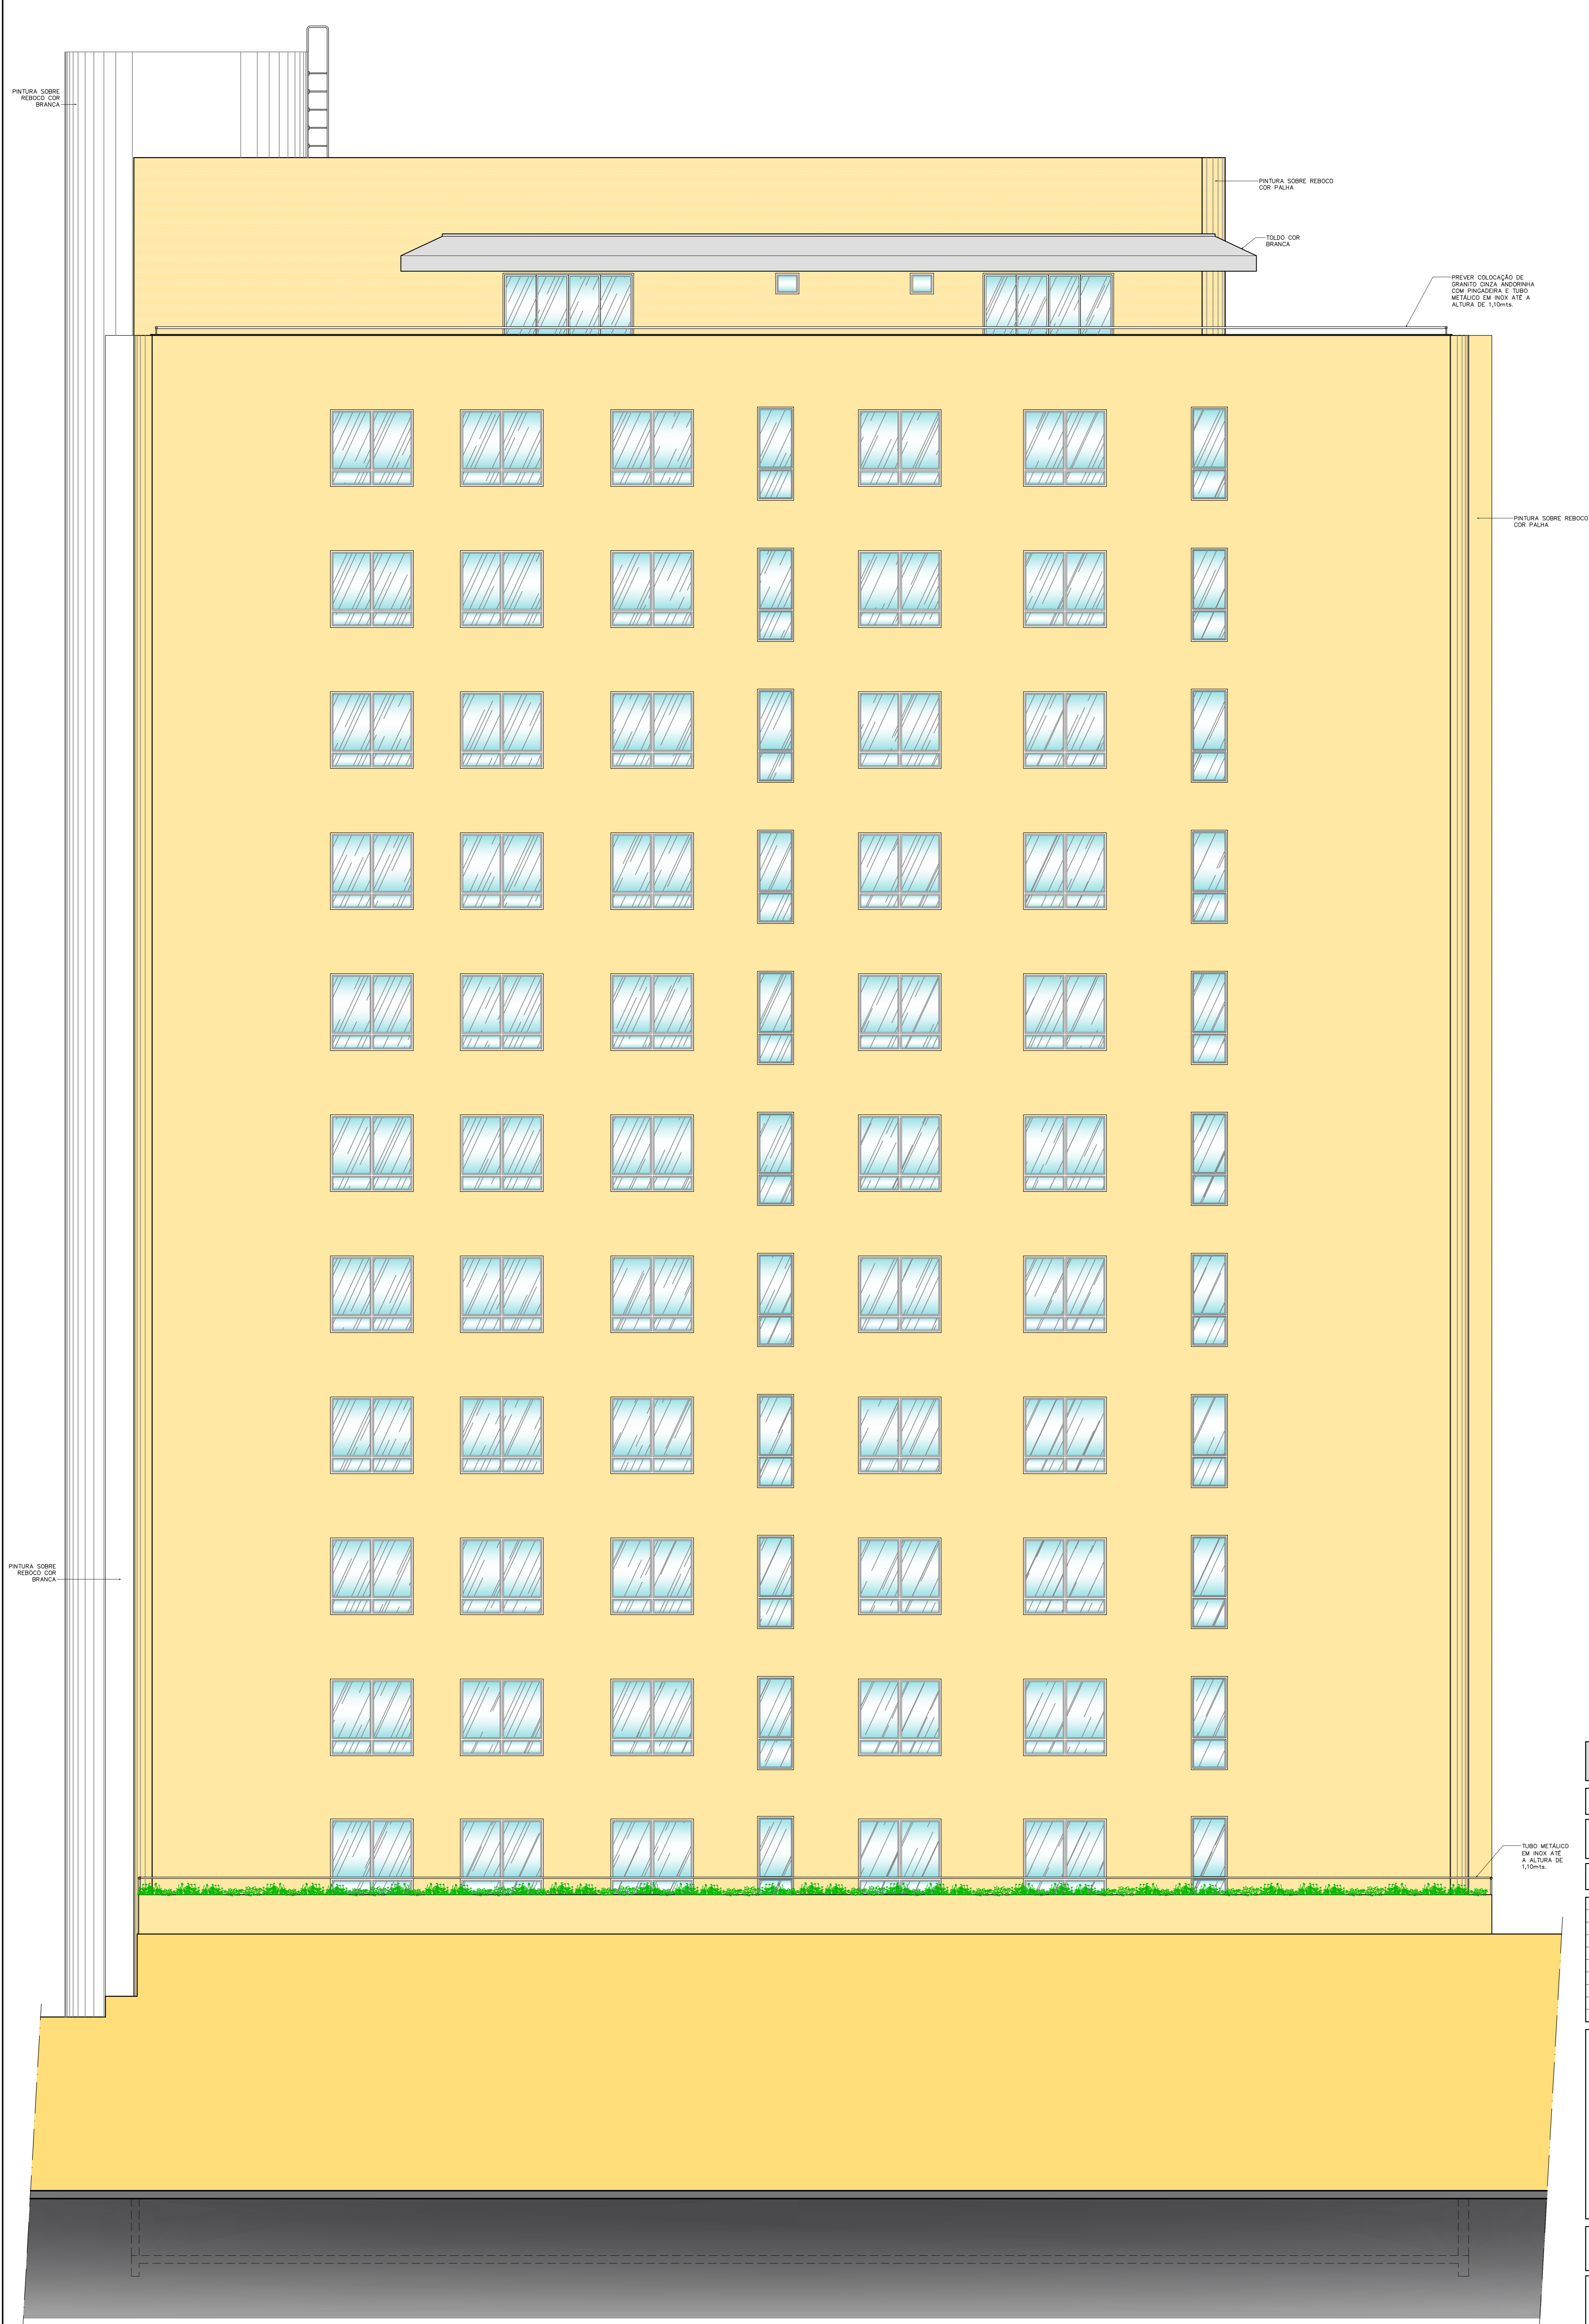 PINTURA SOBRE
REBOCO COR
BRANCA
PINTURA SOBRE REBOCO
COR PALHA
TOLDO COR
BRANCA
PREVER COLOCAÇÃO DE
GRANITO CINZA ANDORINHA
COM PINGADEIRA E TUBO
METÁLICO EM INOX ATÉ A
ALTURA DE 1,10mts.
PINTURA SOBRE REBOCO
COR PALHA
PINTURA SOBRE
REBOCO COR
BRANCA
TUBO METÁLICO
EM INOX ATÉ
A ALTURA DE
1,10mts.